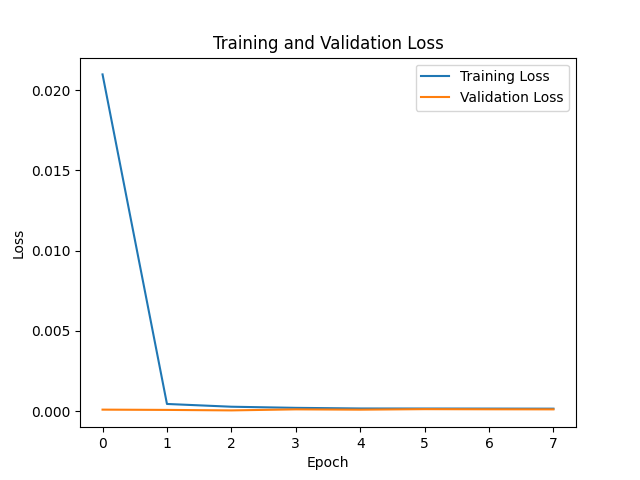 Training and Validation Loss
Training Loss
Validation Loss
0.020
0.015
0.010
0.005
0.000
Loss
0 1 2 3 4 5 6 7
Epoch